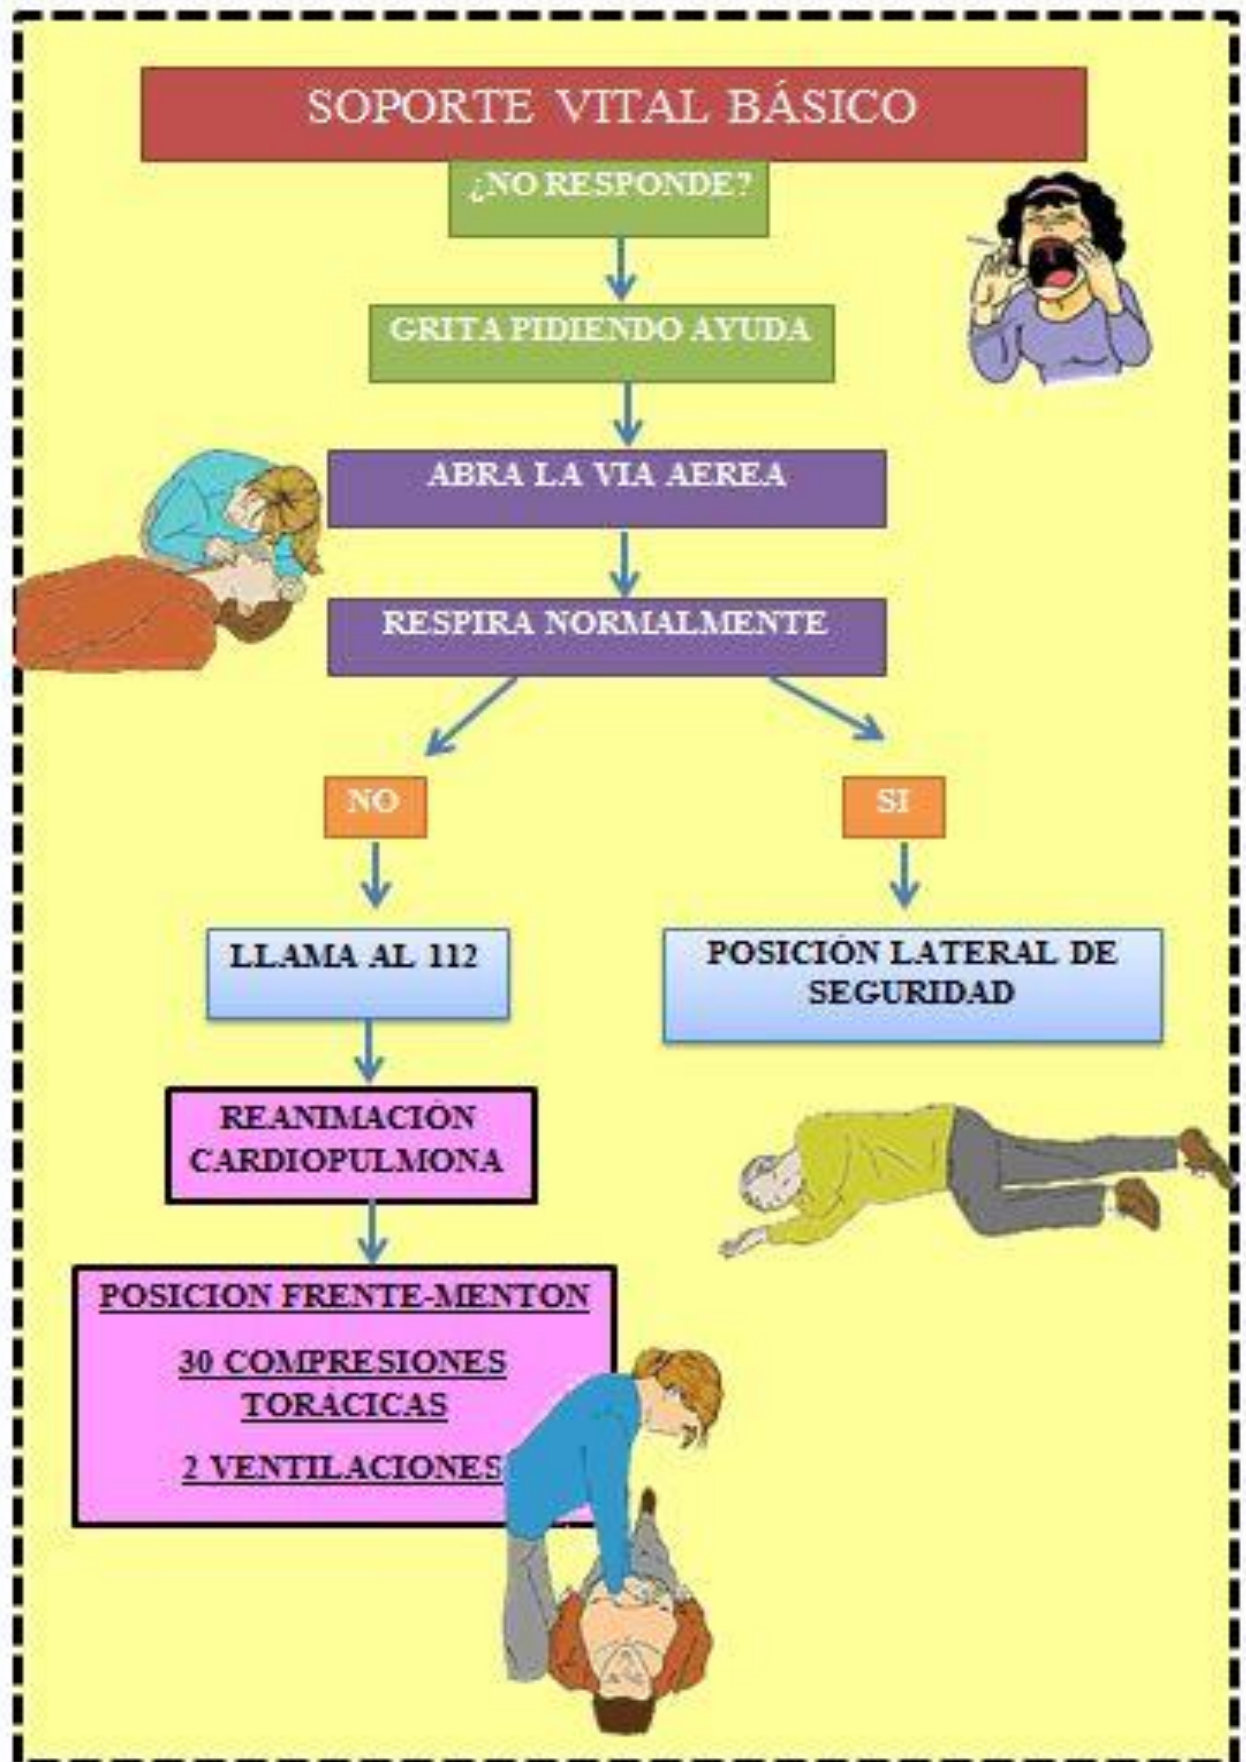 SOPORTE VITAL BÁSICO
¿NO RESPONDE?
GRITA PIDIENDO AYUDA
ABRA LA VIA AEREA
RESPIRA NORMALMENTE
NO
SI
LLAMA AL 112
POSICIÓN LATERAL DE
SEGURIDAD
REANIMACIÓN
CARDIOPULMONA
POSICION FRENTE-MENTON
30 COMPRESIONES
TORACICAS
2 VENTILACIONES